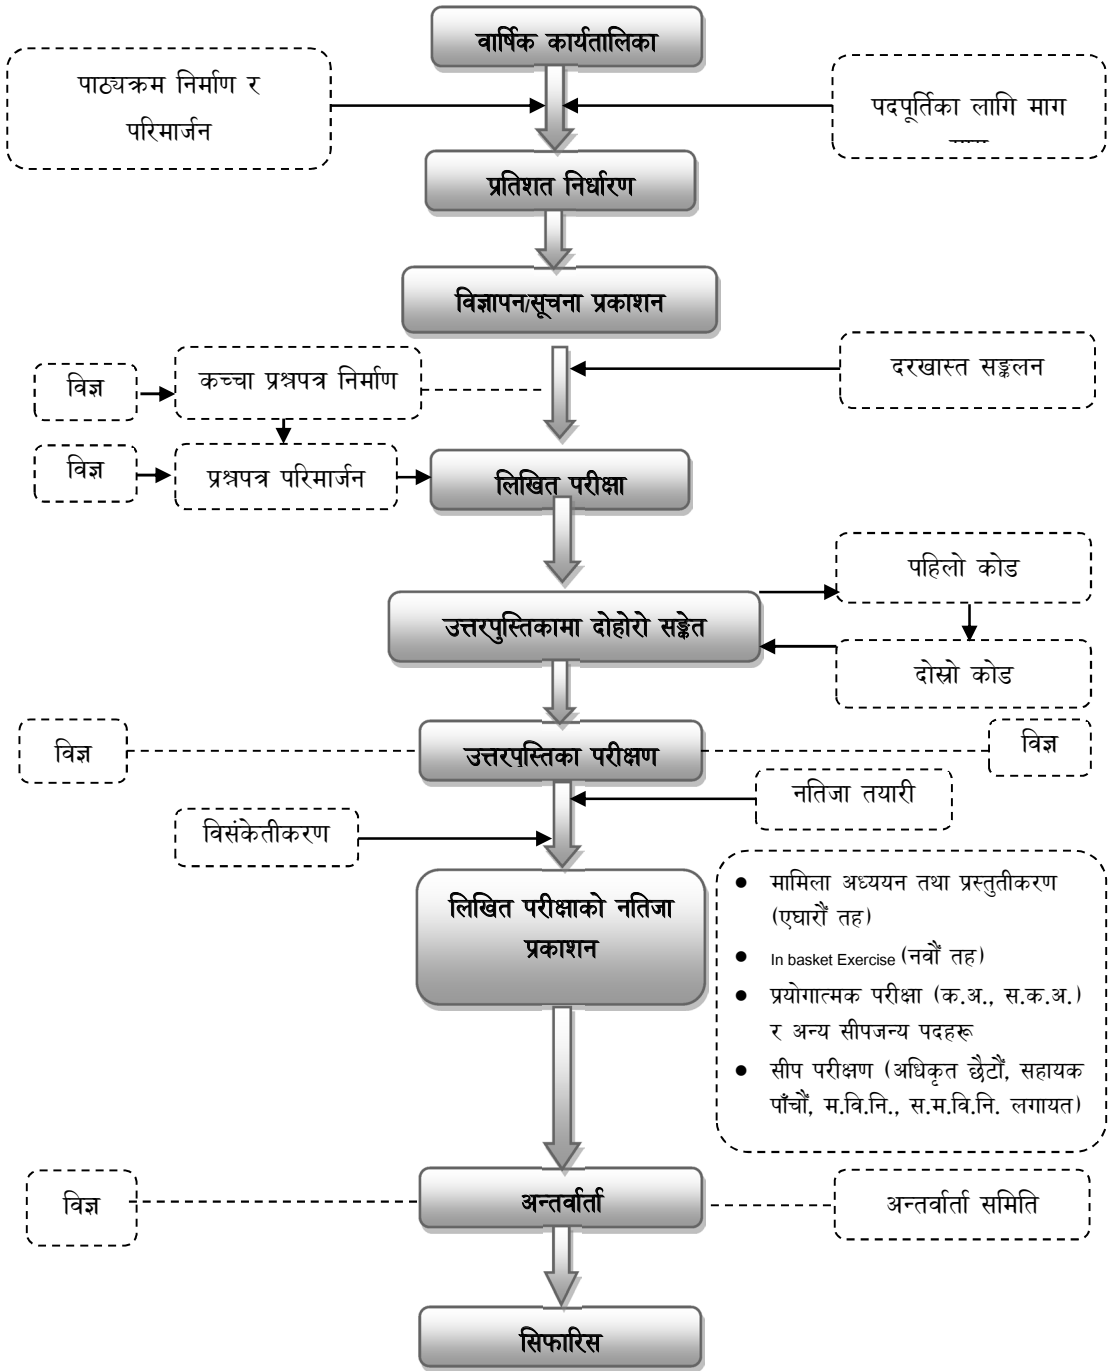 वार्षिक कार्यतालिका
पाठ्यक्रम निर्माण र
परिमार्जन
पदपूर्तिका लागि माग
प्रतिशत निर्धारण
विज्ञापन/सूचना प्रकाशन
दरखास्त सङ्कलन
विज्ञ
कच्चा प्रश्नपत्र निर्माण
विज्ञ
प्रश्नपत्र परिमार्जन
लिखित परीक्षा
पहिलो कोड
उत्तरपुस्तिकामा दोहोरो सङ्केत
दोस्रो कोड
विज्ञ
उत्तरपुस्तिका परीक्षण
विज्ञ
नतिजा तयारी
विसंकेतीकरण
लिखित परीक्षाको नतिजा
प्रकाशन
● मामिला अध्ययन तथा प्रस्तुतीकरण
(एघारौँ तह)
● In basket Exercise (नवौँ तह)
● प्रयोगात्मक परीक्षा (क.अ., स.क.अ.)
र अन्य सीपजन्य पदहरू
● सीप परीक्षण (अधिकृत छैटौँ, सहायक
पाँचौँ, म.वि.नि., स.म.वि.नि. लगायत)
विज्ञ
अन्तर्वार्ता
अन्तर्वार्ता समिति
सिफारिस